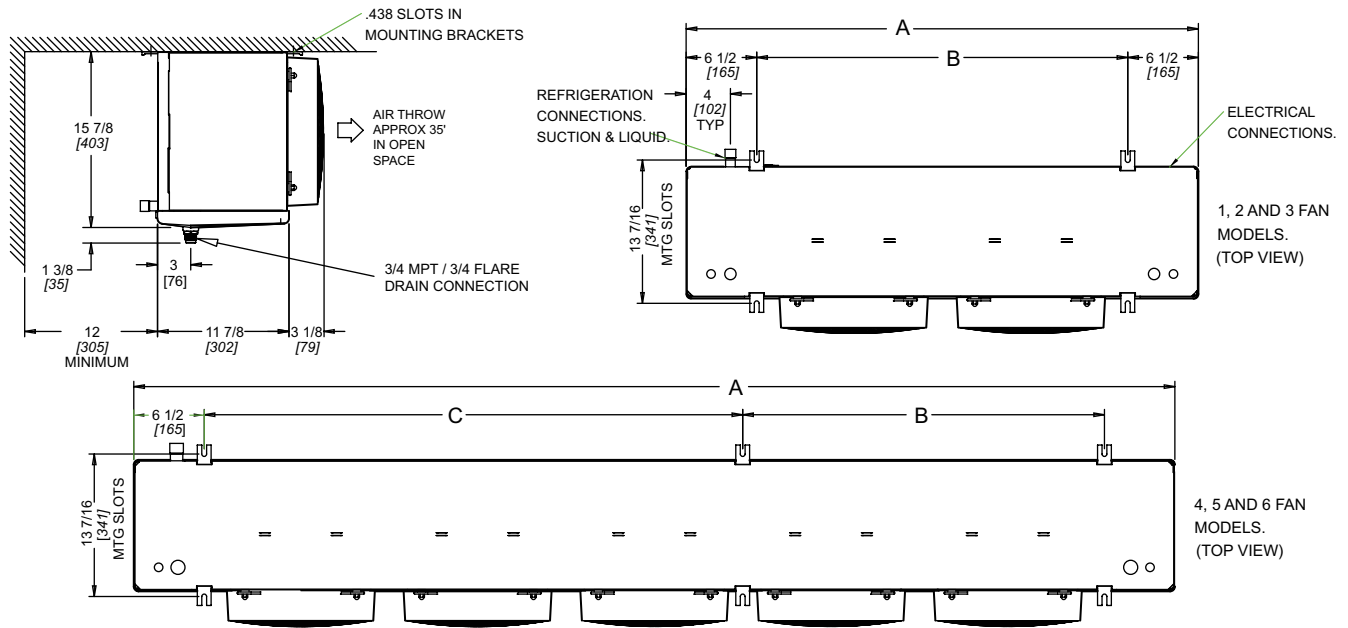 .438 SLOTS IN
MOUNTING BRACKETS
15 7/8
[403]
AIR THROW
APPROX 35'
IN OPEN
SPACE
1 3/8
[35]
3
[76]
3/4 MPT / 3/4 FLARE
DRAIN CONNECTION
12
[305]
MINIMUM
11 7/8
[302]
3 1/8
[79]
A
6 1/2
[165]
B
6 1/2
[165]
4
[102]
TYP
REFRIGERATION
CONNECTIONS.
SUCTION & LIQUID.
ELECTRICAL
CONNECTIONS.
13 7/16
[341]
MTG SLOTS
1, 2 AND 3 FAN
MODELS.
(TOP VIEW)
A
6 1/2
[165]
C
B
13 7/16
[341]
MTG SLOTS
4, 5 AND 6 FAN
MODELS.
(TOP VIEW)